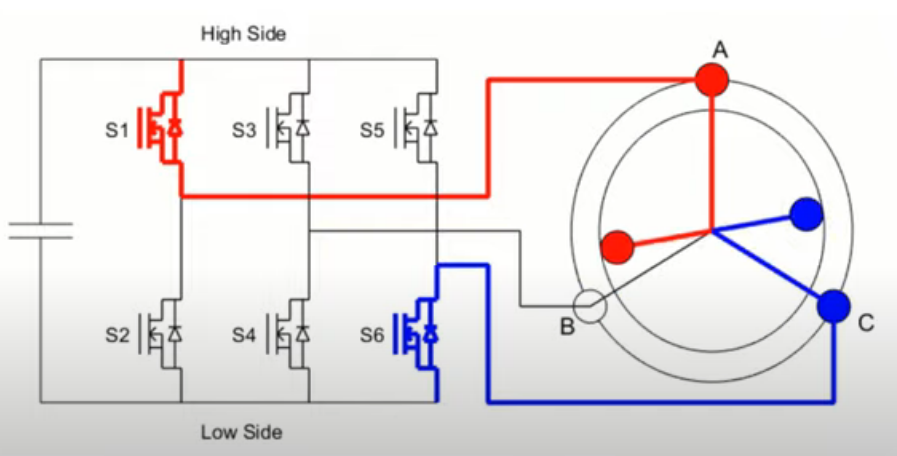 High Side
A
S1
S3
S5
S2
S4
S6
B
C
Low Side